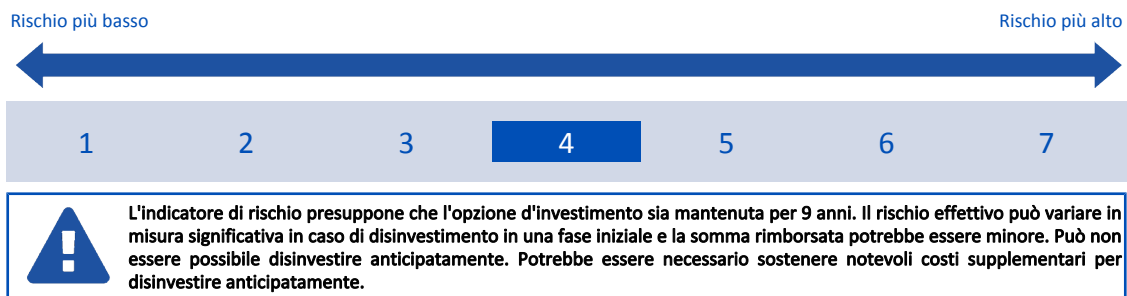 Rischio più basso Rischio più alto
1 2 3 4 5 6 7
L'indicatore di rischio presuppone che l'opzione d'investimento sia mantenuta per 9 anni. Il rischio effettivo può variare in
misura significativa in caso di disinvestimento in una fase iniziale e la somma rimborsata potrebbe essere minore. Può non
essere possibile disinvestire anticipatamente. Potrebbe essere necessario sostenere notevoli costi supplementari per
disinvestire anticipatamente.